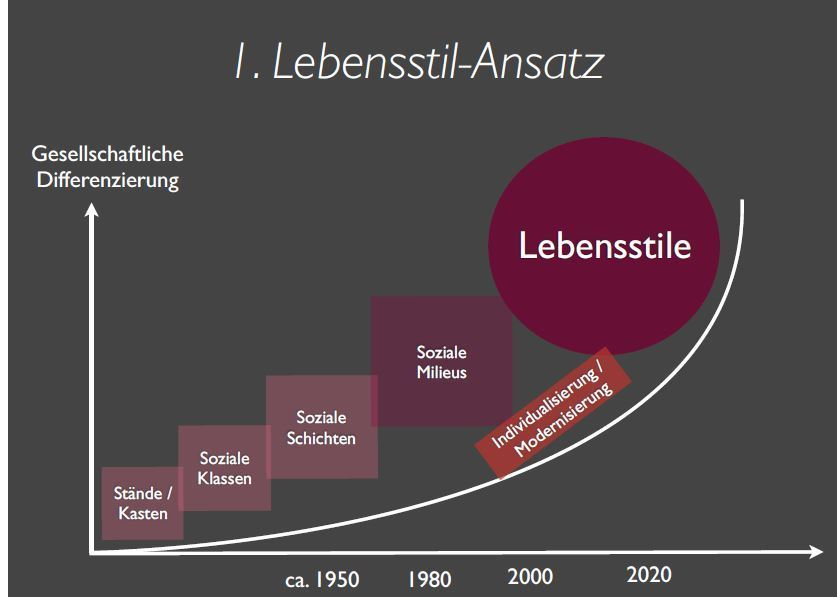 1. Lebensstil-Ansatz
Gesellschaftliche
Differenzierung
Lebensstile
Soziale
Milieus
Individualisierung /
Modernisierung
Soziale
Schichten
Soziale
Klassen
Stände /
Kasten
ca. 1950
1980
2000
2020